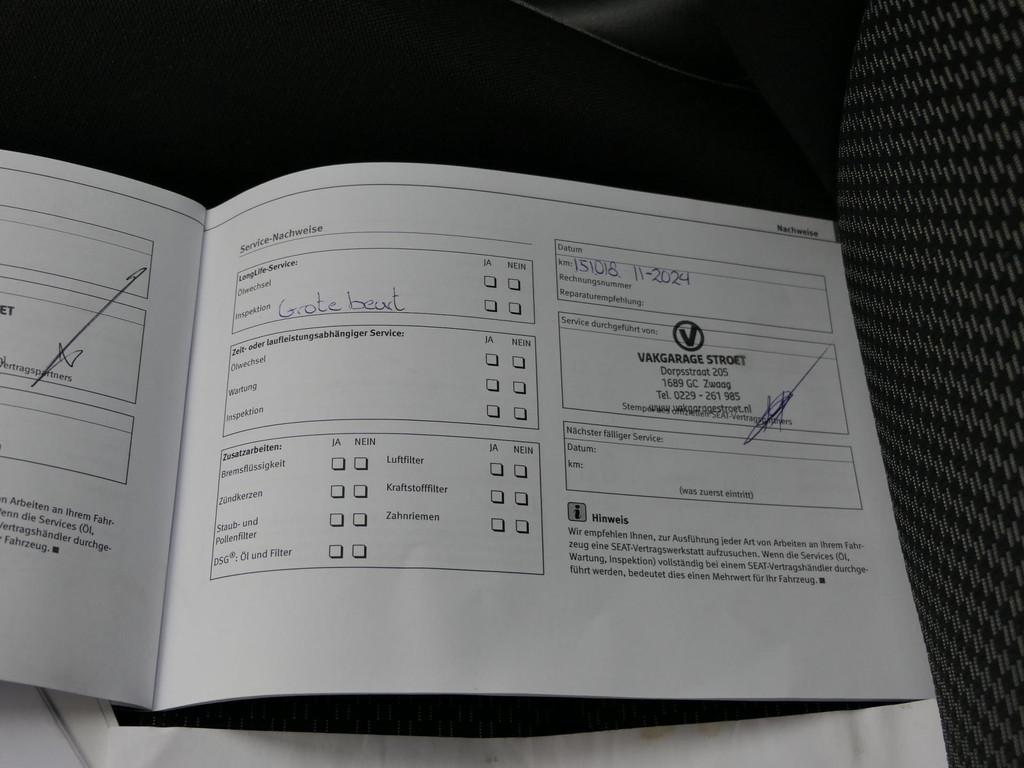 ET
Vertragspartners
n Arbeiten an Ihrem Fahr-
Wenn die Services (Öl,
Vertragshändler durchge-
r Fahrzeug. ■
Service-Nachweise
LongLife-Service:
JA NEIN
Ölwechsel
Inspektion Grote beurt
Zeit- oder laufleistungsabhängiger Service:
JA NEIN
Ölwechsel
Wartung
Inspektion
Zusatzarbeiten:
JA NEIN
JA NEIN
Bremsflüssigkeit
Luftfilter
Zündkerzen
Kraftstofffilter
Staub- und
Pollenfilter
Zahnriemen
DSG®: Öl und Filter
Nachweise
Datum
km: 151018 11-2024
Rechnungsnummer
Reparaturempfehlung:
Service durchgeführt von:
V
VAKGARAGE STROET
Dorpsstraat 205
1689 GC Zwaag
Tel. 0229 - 261 985
www.vakgaragestroet.nl
Stempel des offiziellen SEAT-Vertragspartners
Nächster fälliger Service:
Datum:
km:
(was zuerst eintritt)
i Hinweis
Wir empfehlen Ihnen, zur Ausführung jeder Art von Arbeiten an Ihrem Fahr-
zeug eine SEAT-Vertragswerkstatt aufzusuchen. Wenn die Services (Öl,
Wartung, Inspektion) vollständig bei einem SEAT-Vertragshändler durchge-
führt werden, bedeutet dies einen Mehrwert für Ihr Fahrzeug. ■